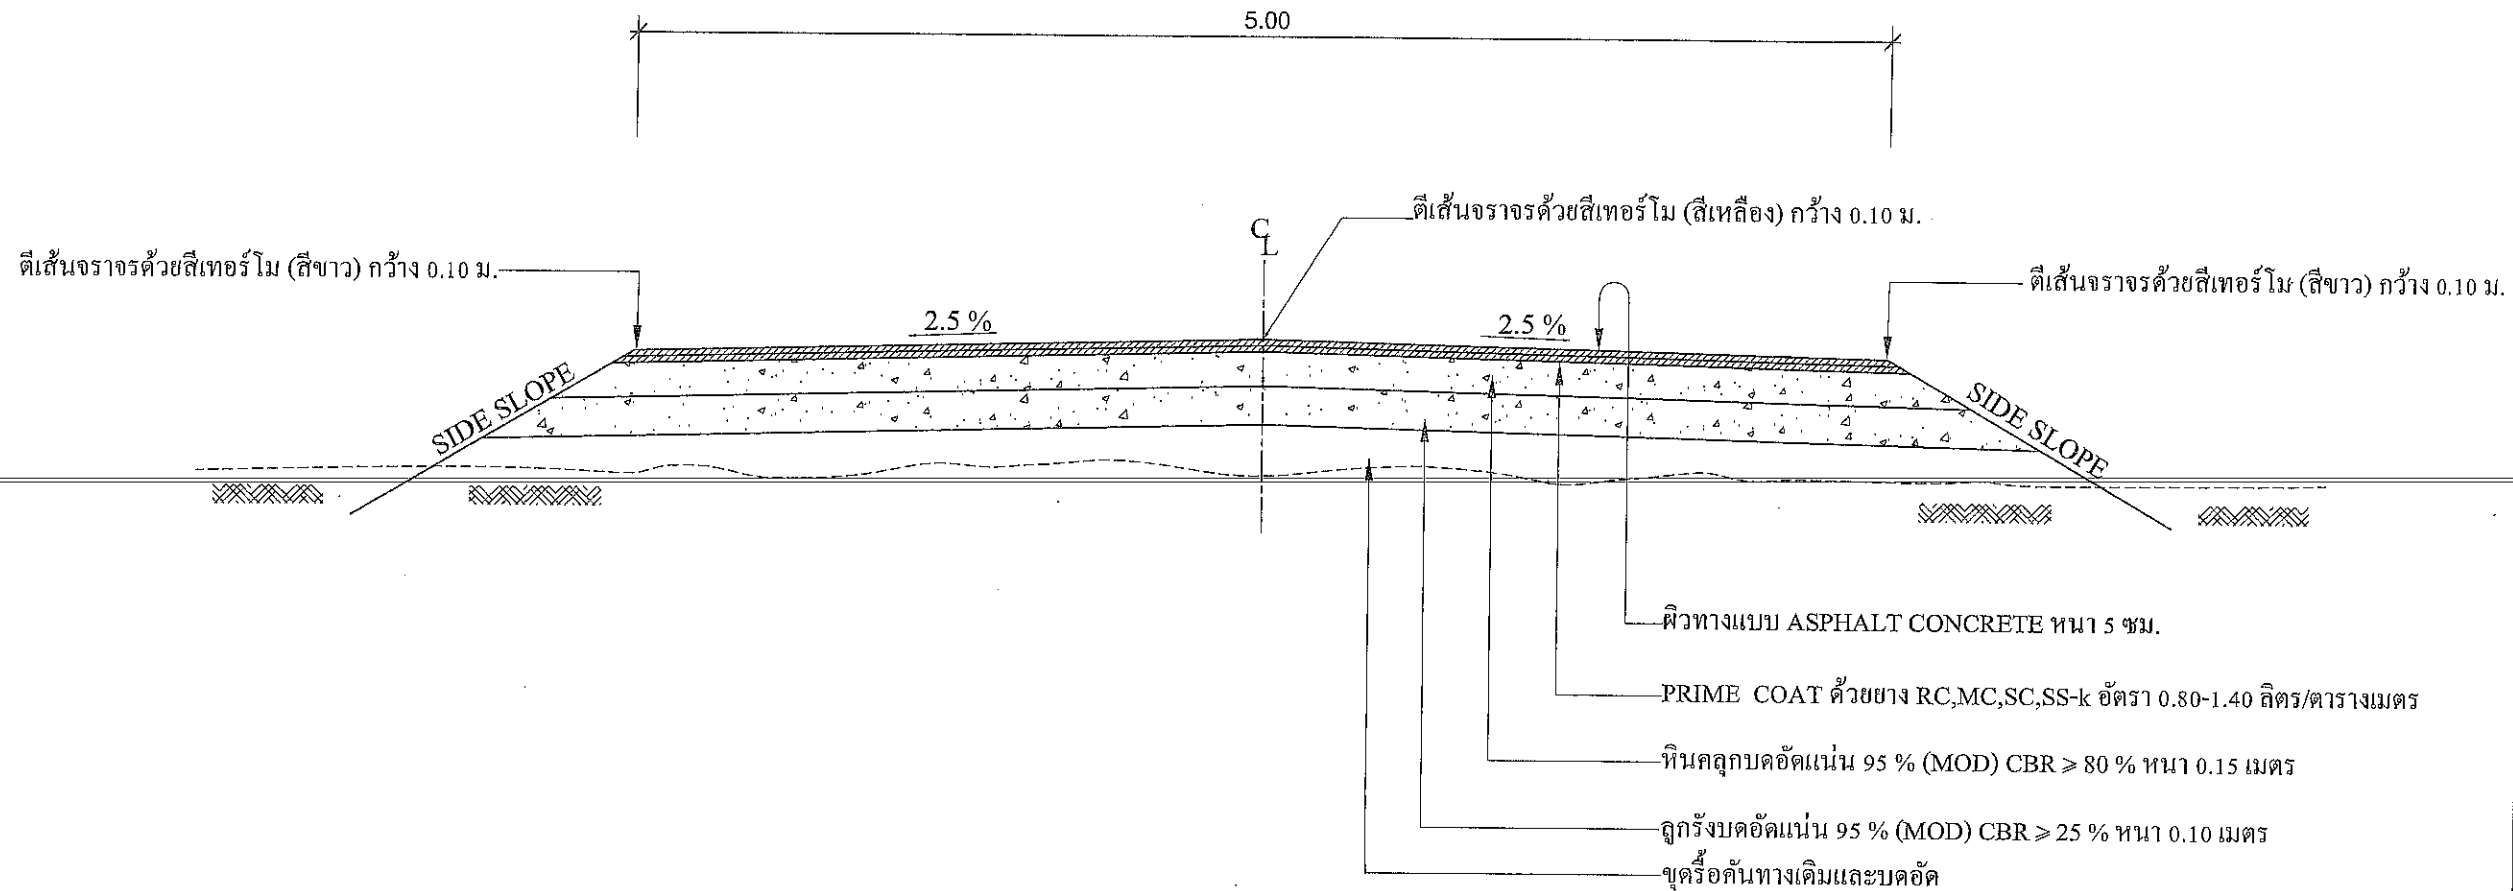 5.00
ตีเส้นจราจรด้วยสีเทอร์โม (สีเหลือง) กว้าง 0.10 ม.
CL
ตีเส้นจราจรด้วยสีเทอร์โม (สีขาว) กว้าง 0.10 ม.
ตีเส้นจราจรด้วยสีเทอร์โม (สีขาว) กว้าง 0.10 ม.
2.5 %
2.5 %
SIDE SLOPE
SIDE SLOPE
ผิวทางแบบ ASPHALT CONCRETE หนา 5 ซม.
PRIME COAT ด้วยยาง RC,MC,SC,SS-k อัตรา 0.80-1.40 ลิตร/ตารางเมตร
หินคลุกบดอัดแน่น 95 % (MOD) CBR ⩾ 80 % หนา 0.15 เมตร
ลูกรังบดอัดแน่น 95 % (MOD) CBR ⩾ 25 % หนา 0.10 เมตร
ขุดรื้อคันทางเดิมและบดอัด